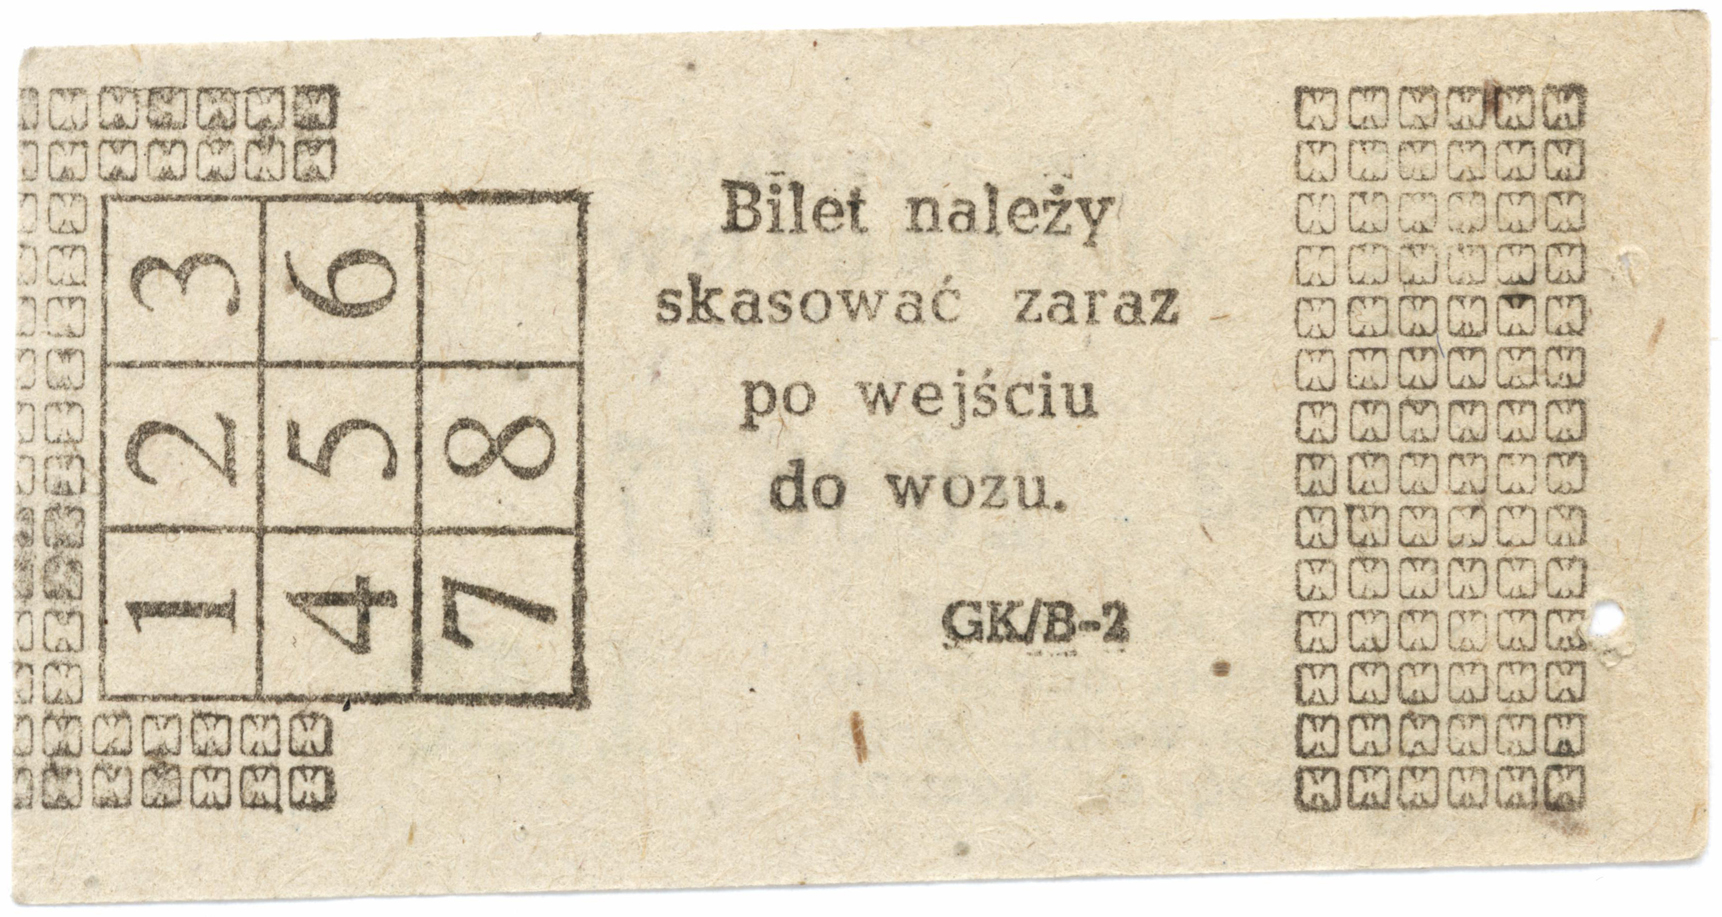 3 6
2 5 8
1 4 7
Bilet należy
skasować zaraz
po wejściu
do wozu.
GK/B-2